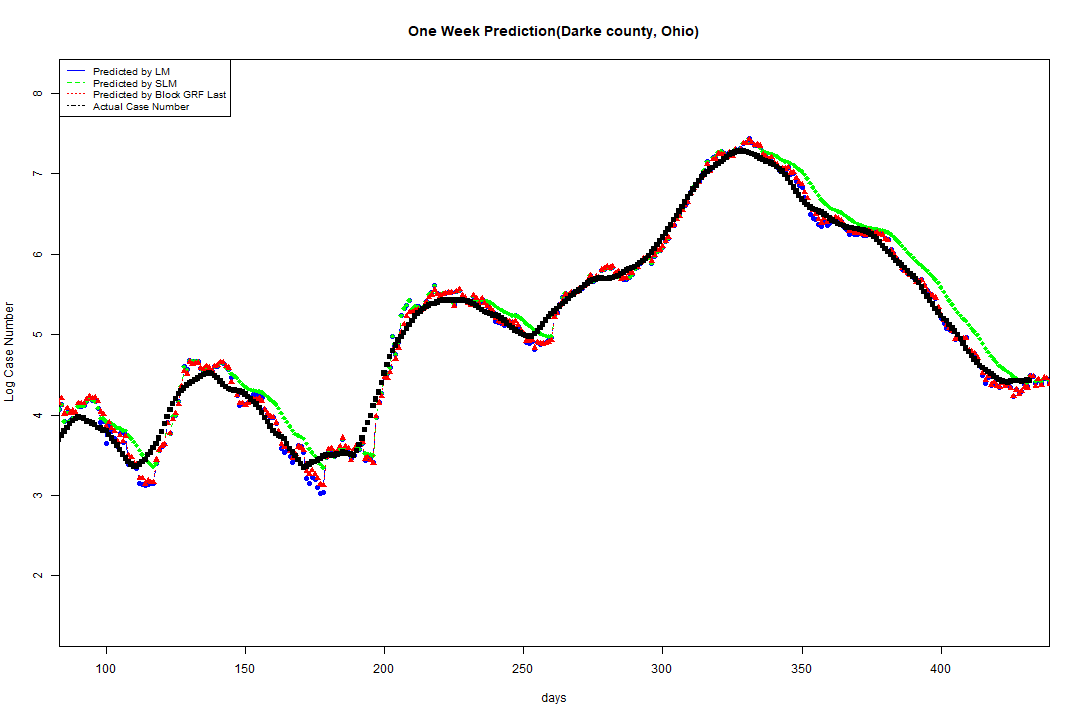 One Week Prediction(Darke county, Ohio)
Predicted by LM
Predicted by SLM
Predicted by Block GRF Last
Actual Case Number
8
7
6
5
4
3
2
Log Case Number
100 150 200 250 300 350 400
days